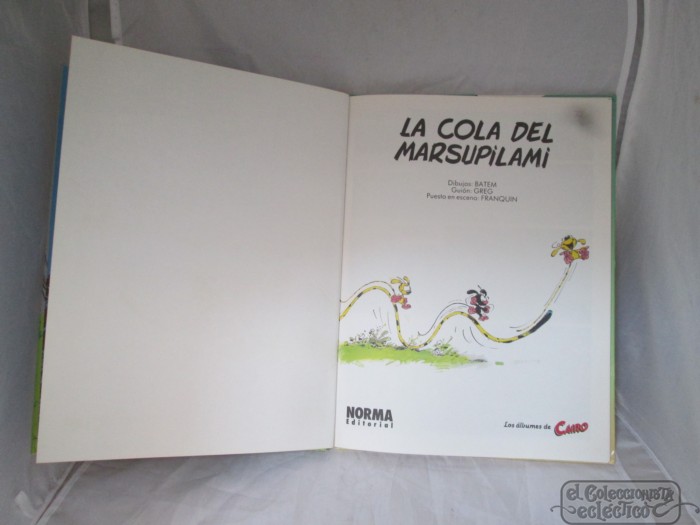 LA COLA DEL
MARSUPiLAMi
Dibujos: BATEM
Guión: GREG
Puesta en escena: FRANQUIN
NORMA
Editorial
Los álbumes de CAIRO
el Coleccionista
eclectico